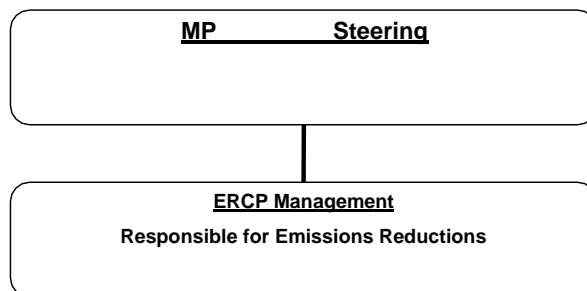 MP Steering
ERCP Management
Responsible for Emissions Reductions